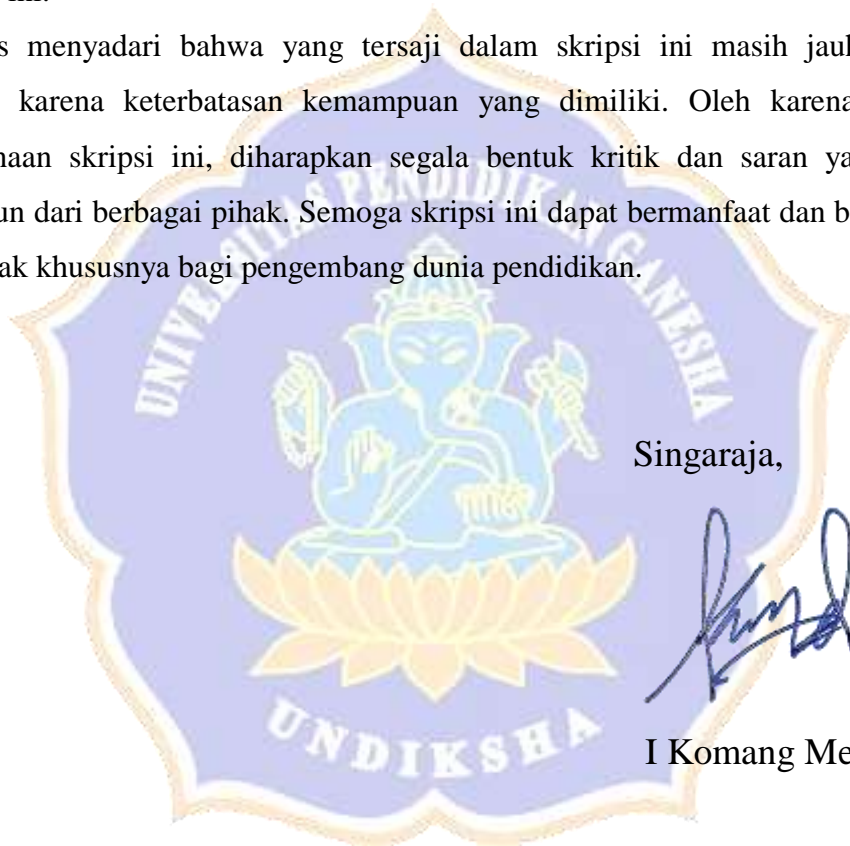 ini.
s menyadari bahwa yang tersaji dalam skripsi ini masih jauh
karena keterbatasan kemampuan yang dimiliki. Oleh karena
naan skripsi ini, diharapkan segala bentuk kritik dan saran ya
un dari berbagai pihak. Semoga skripsi ini dapat bermanfaat dan b
ak khususnya bagi pengembang dunia pendidikan.
UNIVERSITAS PENDIDIKAN GANESHA
Singaraja,
I Komang Me
UNDIKSHA